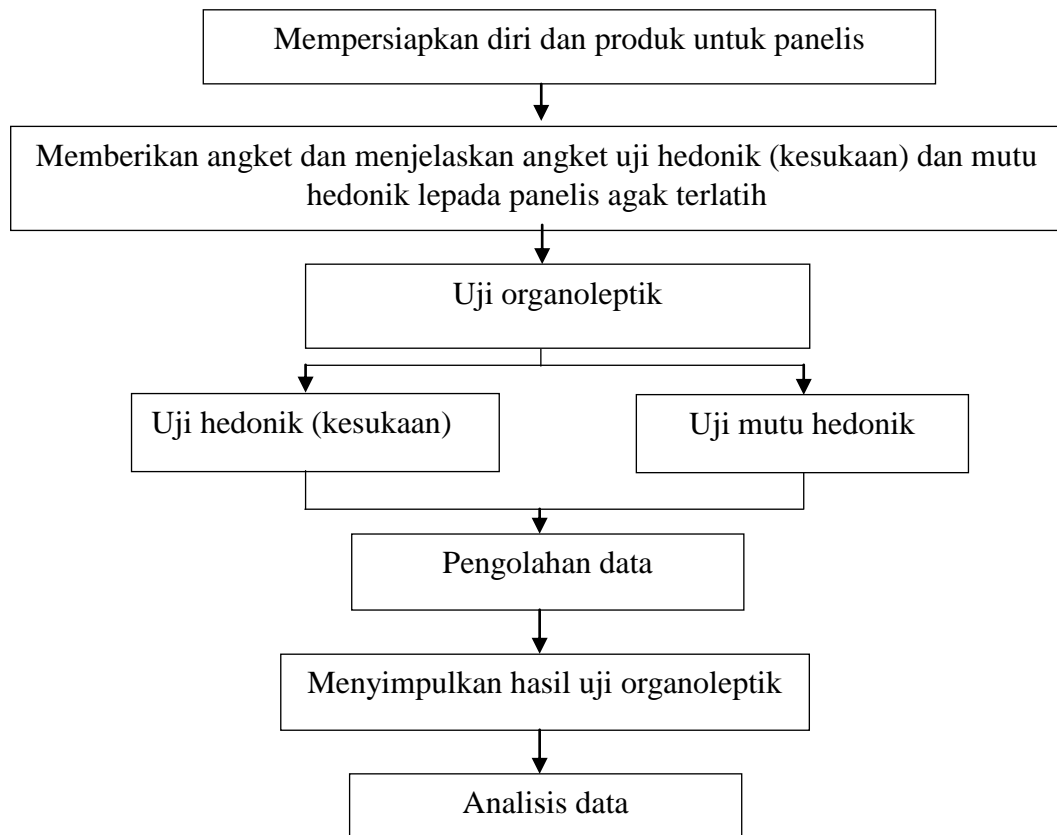 Mempersiapkan diri dan produk untuk panelis
Memberikan angket dan menjelaskan angket uji hedonik (kesukaan) dan mutu
hedonik lepada panelis agak terlatih
Uji organoleptik
Uji hedonik (kesukaan)
Uji mutu hedonik
Pengolahan data
Menyimpulkan hasil uji organoleptik
Analisis data